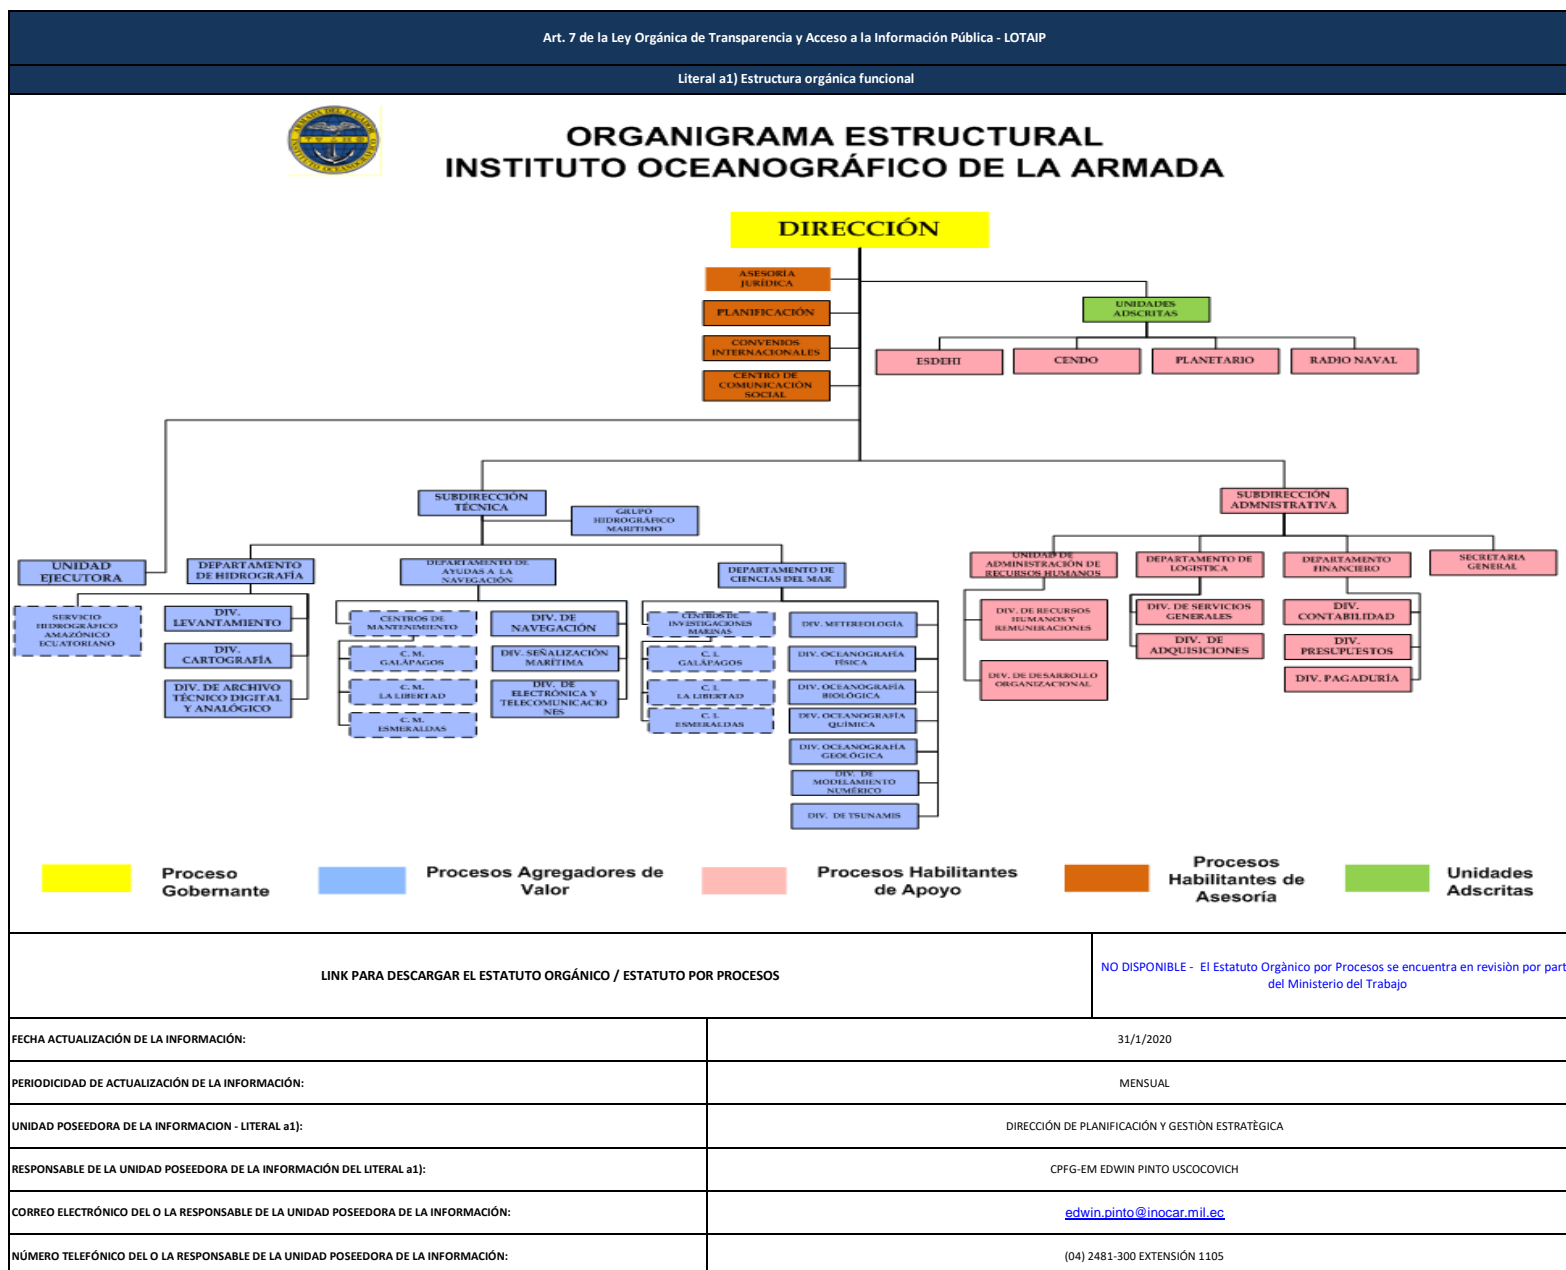 Art. 7 de la Ley Orgánica de Transparencia y Acceso a la Información Pública - LOTAIP
Literal a1) Estructura orgánica funcional
ORGANIGRAMA ESTRUCTURAL
INSTITUTO OCEANOGRÁFICO DE LA ARMADA
DIRECCIÓN
ASESORÍA
JURÍDICA
PLANIFICACIÓN
CONVENIOS
INTERNACIONALES
CENTRO DE
COMUNICACIÓN
SOCIAL
UNIDADES
ADSCRITAS
ESDEHI
CENDO
PLANETARIO
RADIO NAVAL
SUBDIRECCIÓN
TÉCNICA
GRUPO
HIDROGRÁFICO
MARITIMO
SUBDIRECCIÓN
ADMNISTRATIVA
UNIDAD
EJECUTORA
DEPARTAMENTO
DE HIDROGRAFÍA
DEPARTAMENTO DE
AYUDAS A LA
NAVEGACIÓN
DEPARTAMENTO DE
CIENCIAS DEL MAR
UNIDAD DE
ADMINISTRACIÓN DE
RECURSOS HUMANOS
DEPARTAMENTO DE
LOGISTICA
DEPARTAMENTO
FINANCIERO
SECRETARIA
GENERAL
SERVICIO
HIDROGRÁFICO
AMAZÓNICO
ECUATORIANO
DIV.
LEVANTAMIENTO
DIV.
CARTOGRAFÍA
DIV. DE ARCHIVO
TÉCNICO DIGITAL
Y ANALÓGICO
CENTROS DE
MANTENIMIENTO
C. M.
GALÁPAGOS
C. M.
LA LIBERTAD
C. M.
ESMERALDAS
DIV. DE
NAVEGACIÓN
DIV. SEÑALIZACIÓN
MARÍTIMA
DIV. DE
ELECTRÓNICA Y
TELECOMUNICACIO
NES
CENTROS DE
INVESTIGACIONES
MARINAS
C. I.
GALÁPAGOS
C. I.
LA LIBERTAD
C. I.
ESMERALDAS
DIV. METEREOLOGÍA
DIV. OCEANOGRAFÍA
FÍSICA
DIV. OCEANOGRAFÍA
BIOLÓGICA
DIV. OCEANOGRAFÍA
QUÍMICA
DIV. OCEANOGRAFÍA
GEOLÓGICA
DIV. DE
MODELAMIENTO
NUMÉRICO
DIV. DE TSUNAMIS
DIV. DE RECURSOS
HUMANOS Y
REMUNERACIONES
DIV. DE DESARROLLO
ORGANIZACIONAL
DIV. DE SERVICIOS
GENERALES
DIV. DE
ADQUISICIONES
DIV.
CONTABILIDAD
DIV.
PRESUPUESTOS
DIV. PAGADURÍA
Proceso
Gobernante
Procesos Agregadores de
Valor
Procesos Habilitantes
de Apoyo
Procesos
Habilitantes de
Asesoría
Unidades
Adscritas
LINK PARA DESCARGAR EL ESTATUTO ORGÁNICO / ESTATUTO POR PROCESOS
NO DISPONIBLE - El Estatuto Orgànico por Procesos se encuentra en revisiòn por part
del Ministerio del Trabajo
FECHA ACTUALIZACIÓN DE LA INFORMACIÓN:
31/1/2020
PERIODICIDAD DE ACTUALIZACIÓN DE LA INFORMACIÓN:
MENSUAL
UNIDAD POSEEDORA DE LA INFORMACION - LITERAL a1):
DIRECCIÓN DE PLANIFICACIÓN Y GESTIÒN ESTRATÈGICA
RESPONSABLE DE LA UNIDAD POSEEDORA DE LA INFORMACIÓN DEL LITERAL a1):
CPFG-EM EDWIN PINTO USCOCOVICH
CORREO ELECTRÓNICO DEL O LA RESPONSABLE DE LA UNIDAD POSEEDORA DE LA INFORMACIÓN:
edwin.pinto@inocar.mil.ec
NÚMERO TELEFÓNICO DEL O LA RESPONSABLE DE LA UNIDAD POSEEDORA DE LA INFORMACIÓN:
(04) 2481-300 EXTENSIÓN 1105